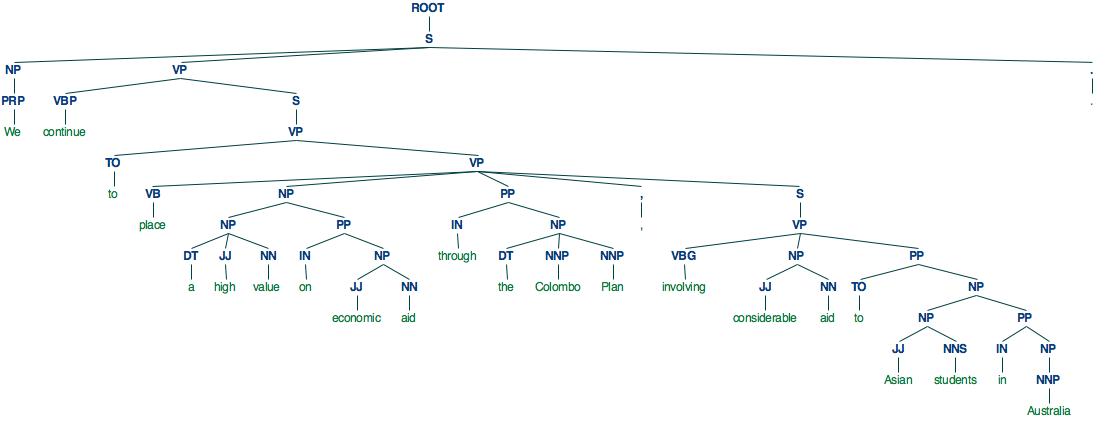 ROOT
S
NP VP .
PRP VBP S .
We continue VP
TO VP
to VB NP PP , S
place NP PP IN NP , VP
DT JJ NN IN NP through DT NNP NNP VBG NP PP
a high value on JJ NN the Colombo Plan involving JJ NN TO NP
economic aid considerable aid to NP PP
JJ NNS IN NP
Asian students in NNP
Australia